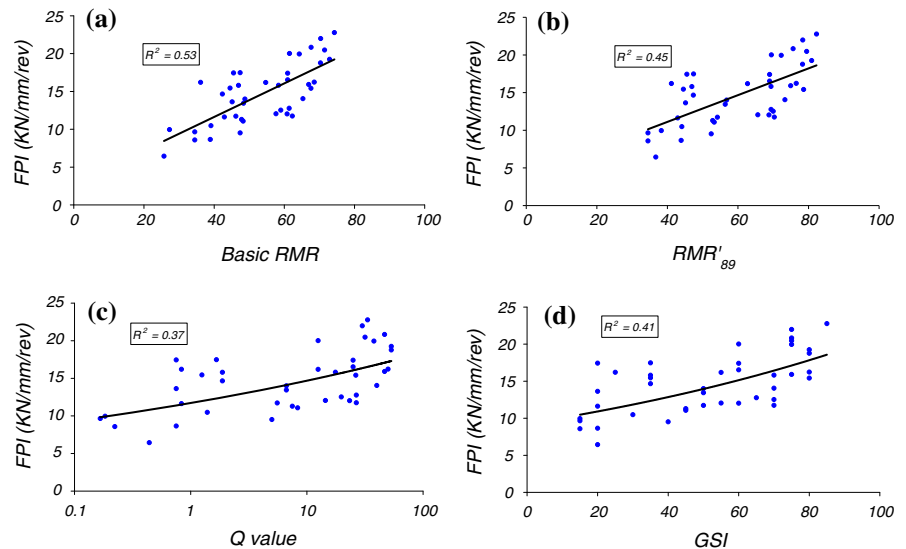 (a)
R² = 0.53
FPI (KN/mm/rev)
25
20
15
10
5
0
0 20 40 60 80 100
Basic RMR
(b)
R² = 0.45
FPI (KN/mm/rev)
25
20
15
10
5
0
0 20 40 60 80 100
RMR'₈₉
(c)
R² = 0.37
FPI (KN/mm/rev)
25
20
15
10
5
0
0.1 1 10 100
Q value
(d)
R² = 0.41
FPI (KN/mm/rev)
25
20
15
10
5
0
0 20 40 60 80 100
GSI